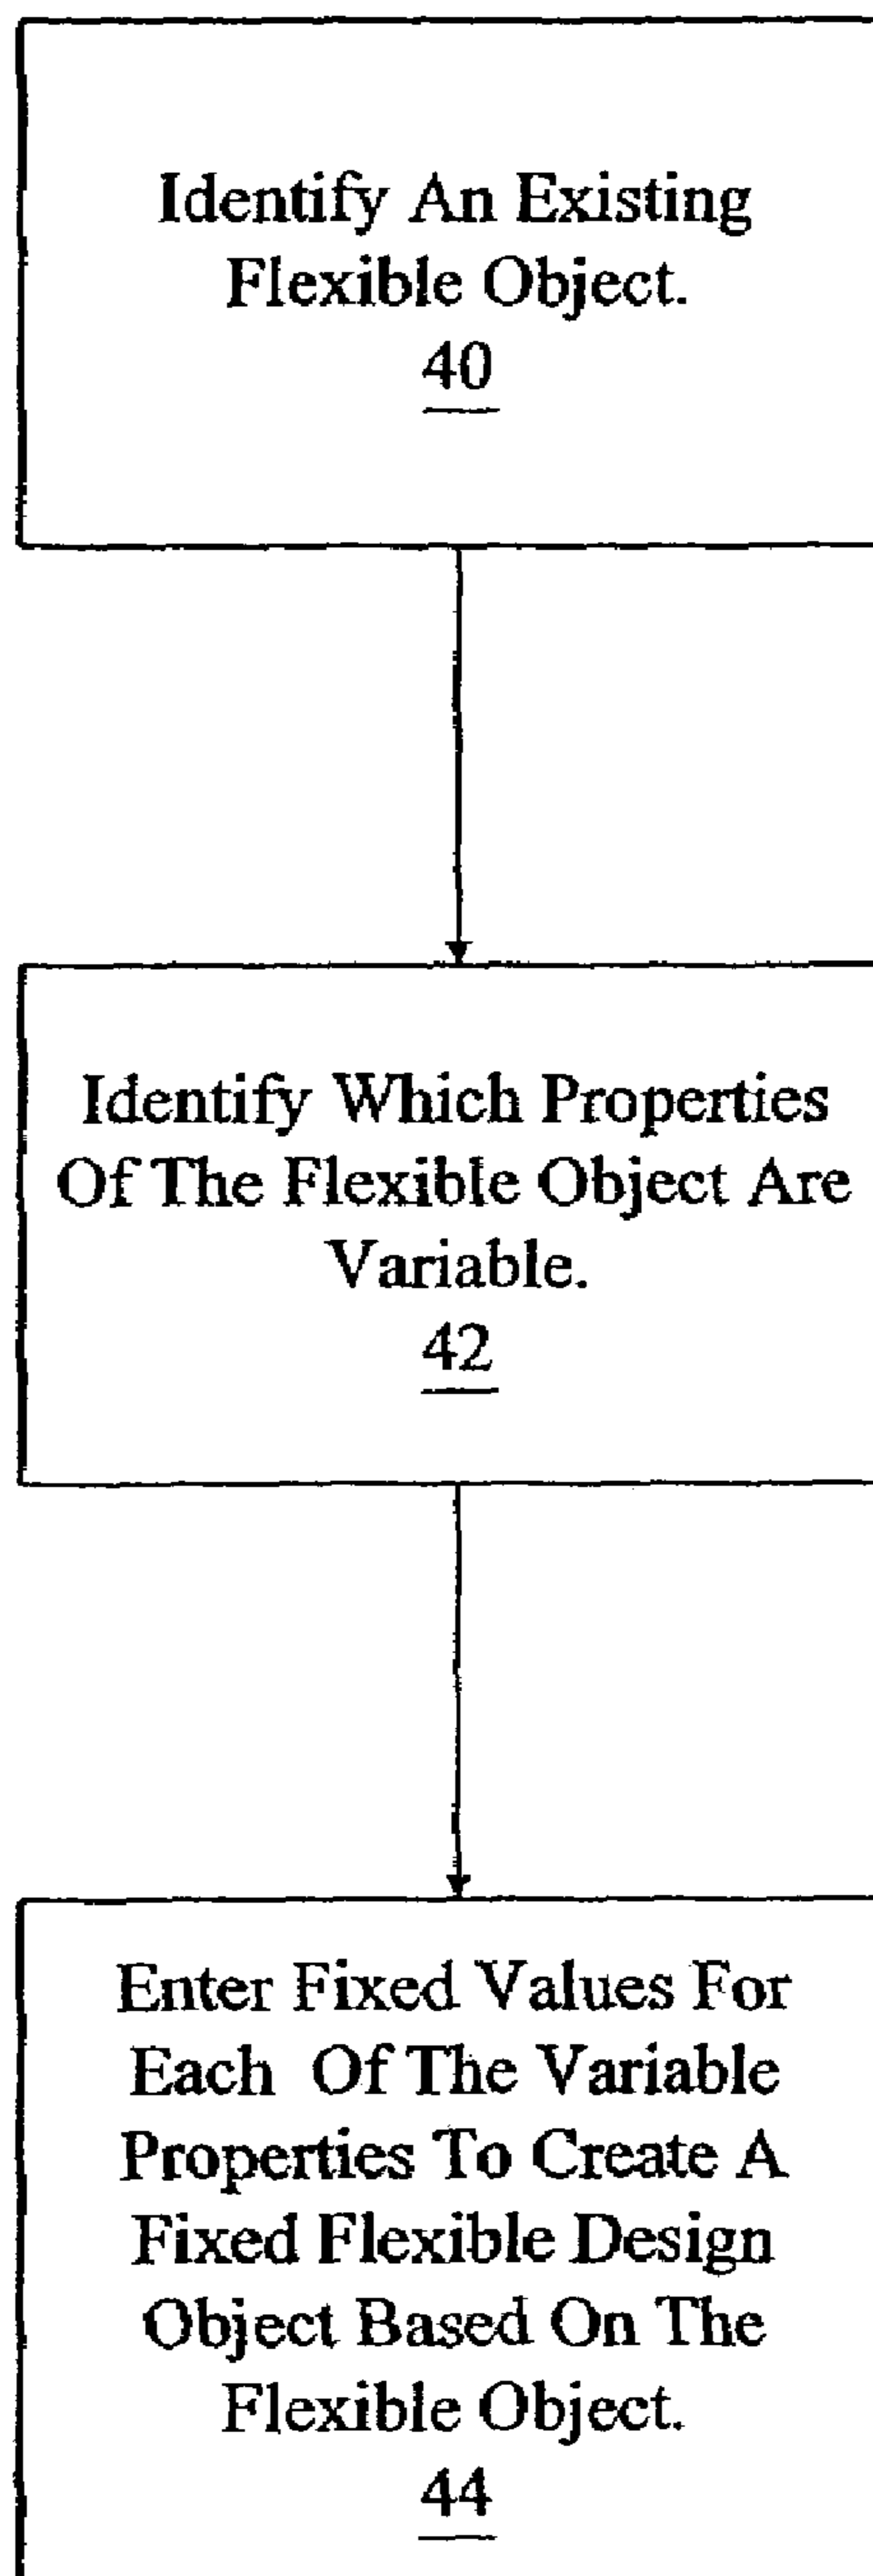 Identify An Existing
Flexible Object.
40
Identify Which Properties
Of The Flexible Object Are
Variable.
42
Enter Fixed Values For
Each Of The Variable
Properties To Create A
Fixed Flexible Design
Object Based On The
Flexible Object.
44